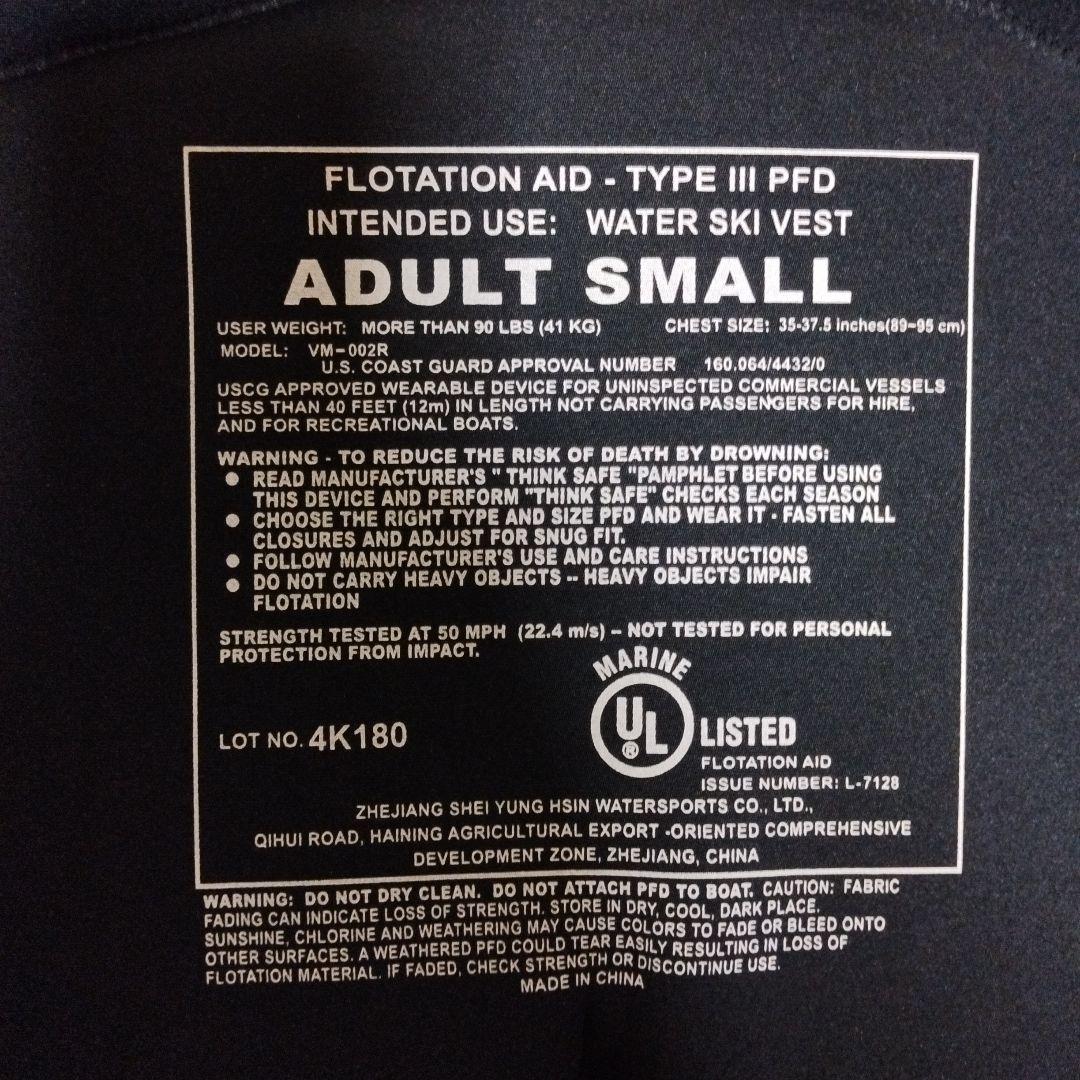 FLOTATION AID - TYPE III PFD
INTENDED USE: WATER SKI VEST
ADULT SMALL
USER WEIGHT: MORE THAN 90 LBS (41 KG) CHEST SIZE: 35-37.5 inches(89-95 cm)
MODEL: VM-002R
U.S. COAST GUARD APPROVAL NUMBER 160.064/4432/0
USCG APPROVED WEARABLE DEVICE FOR UNINSPECTED COMMERCIAL VESSELS
LESS THAN 40 FEET (12m) IN LENGTH NOT CARRYING PASSENGERS FOR HIRE,
AND FOR RECREATIONAL BOATS.
WARNING - TO REDUCE THE RISK OF DEATH BY DROWNING:
● READ MANUFACTURER'S " THINK SAFE "PAMPHLET BEFORE USING
THIS DEVICE AND PERFORM "THINK SAFE" CHECKS EACH SEASON
● CHOOSE THE RIGHT TYPE AND SIZE PFD AND WEAR IT - FASTEN ALL
CLOSURES AND ADJUST FOR SNUG FIT.
● FOLLOW MANUFACTURER'S USE AND CARE INSTRUCTIONS
● DO NOT CARRY HEAVY OBJECTS -- HEAVY OBJECTS IMPAIR
FLOTATION
STRENGTH TESTED AT 50 MPH (22.4 m/s) – NOT TESTED FOR PERSONAL
PROTECTION FROM IMPACT.
MARINE
UL ®
LISTED
LOT NO. 4K180
FLOTATION AID
ISSUE NUMBER: L-7128
ZHEJIANG SHEI YUNG HSIN WATERSPORTS CO., LTD.,
QIHUI ROAD, HAINING AGRICULTURAL EXPORT -ORIENTED COMPREHENSIVE
DEVELOPMENT ZONE, ZHEJIANG, CHINA
WARNING: DO NOT DRY CLEAN. DO NOT ATTACH PFD TO BOAT. CAUTION: FABRIC
FADING CAN INDICATE LOSS OF STRENGTH. STORE IN DRY, COOL, DARK PLACE.
SUNSHINE, CHLORINE AND WEATHERING MAY CAUSE COLORS TO FADE OR BLEED ONTO
OTHER SURFACES. A WEATHERED PFD COULD TEAR EASILY RESULTING IN LOSS OF
FLOTATION MATERIAL. IF FADED, CHECK STRENGTH OR DISCONTINUE USE.
MADE IN CHINA